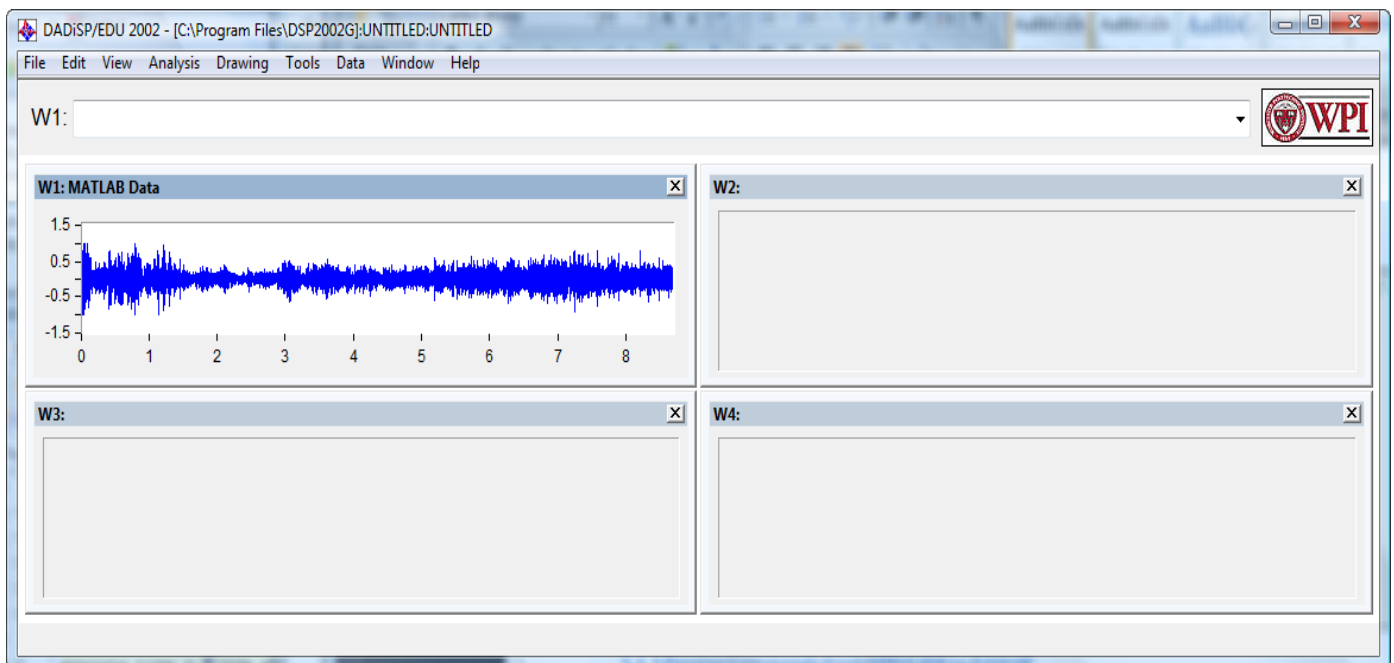 DADiSP/EDU 2002 - [C:\Program Files\DSP2002G]:UNTITLED:UNTITLED
File Edit View Analysis Drawing Tools Data Window Help
W1:
WPI
W1: MATLAB Data
1.5
0.5
-0.5
-1.5
0 1 2 3 4 5 6 7 8
W2:
W3:
W4: